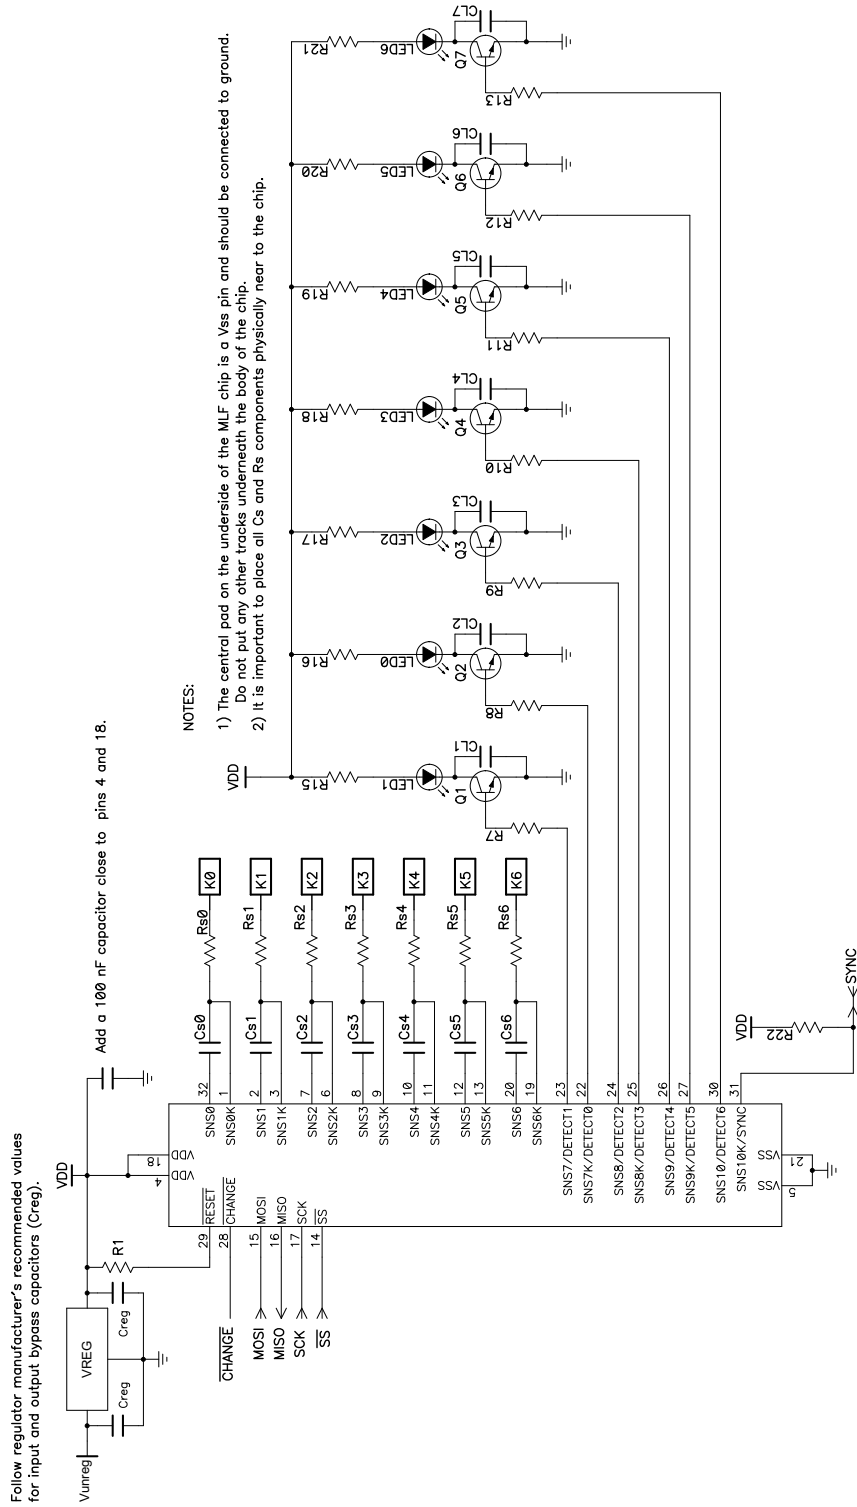 Follow regulator manufacturer's recommended values
for input and output bypass capacitors (Creg).
Vunreg
VREG
Creg
Creg
R1
VDD
Add a 100 nF capacitor close to pins 4 and 18.
NOTES:
1) The central pad on the underside of the MLF chip is a Vss pin and should be connected to ground.
Do not put any other tracks underneath the body of the chip.
2) It is important to place all Cs and Rs components physically near to the chip.
CHANGE
MOSI
MISO
SCK
SS
29 RESET
28 CHANGE
15 MOSI
16 MISO
17 SCK
14 SS
4 VDD
18 VDD
5 VSS
21 VSS
SNS0 32 Cs0 Rs0 K0
SNS0K 1
SNS1 2 Cs1 Rs1 K1
SNS1K 3
SNS2 7 Cs2 Rs2 K2
SNS2K 6
SNS3 8 Cs3 Rs3 K3
SNS3K 9
SNS4 10 Cs4 Rs4 K4
SNS4K 11
SNS5 12 Cs5 Rs5 K5
SNS5K 13
SNS6 20 Cs6 Rs6 K6
SNS6K 19
SNS7/DETECT1 23
SNS7K/DETECT0 22
SNS8/DETECT2 24
SNS8K/DETECT3 25
SNS9/DETECT4 26
SNS9K/DETECT5 27
SNS10/DETECT6 30
SNS10K/SYNC 31
VDD
R22
SYNC
VDD
R15 R16 R17 R18 R19 R20 R21
LED1 LED0 LED2 LED3 LED4 LED5 LED6
Q1 Q2 Q3 Q4 Q5 Q6 Q7
CL1 CL2 CL3 CL4 CL5 CL6 CL7
R7 R8 R9 R10 R11 R12 R13